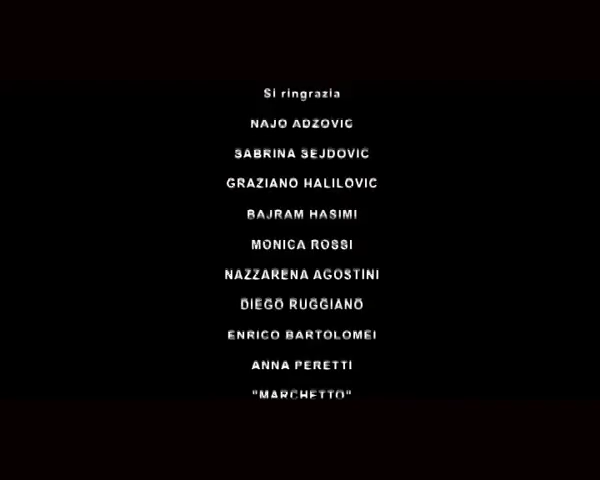 Si ringrazia
NAJO ADZOVIC
SABRINA SEJDOVIC
GRAZIANO HALILOVIC
BAJRAM HASIMI
MONICA ROSSI
NAZZARENA AGOSTINI
DIEGO RUGGIANO
ENRICO BARTOLOMEI
ANNA PERETTI
"MARCHETTO"